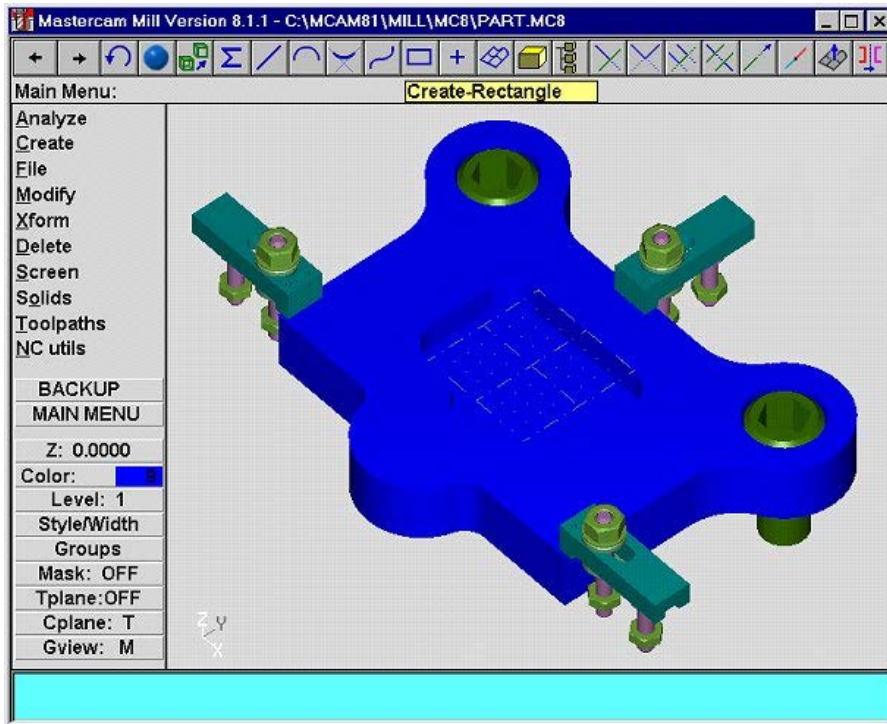 Mastercam Mill Version 8.1.1 - C:\MCAM81\MILL\MC8\PART.MC8
Main Menu:
Create-Rectangle
Analyze
Create
File
Modify
Xform
Delete
Screen
Solids
Toolpaths
NC utils
BACKUP
MAIN MENU
Z: 0.0000
Color: 9
Level: 1
Style/Width
Groups
Mask: OFF
Tplane:OFF
Cplane: T
Gview: M
Z
Y
X